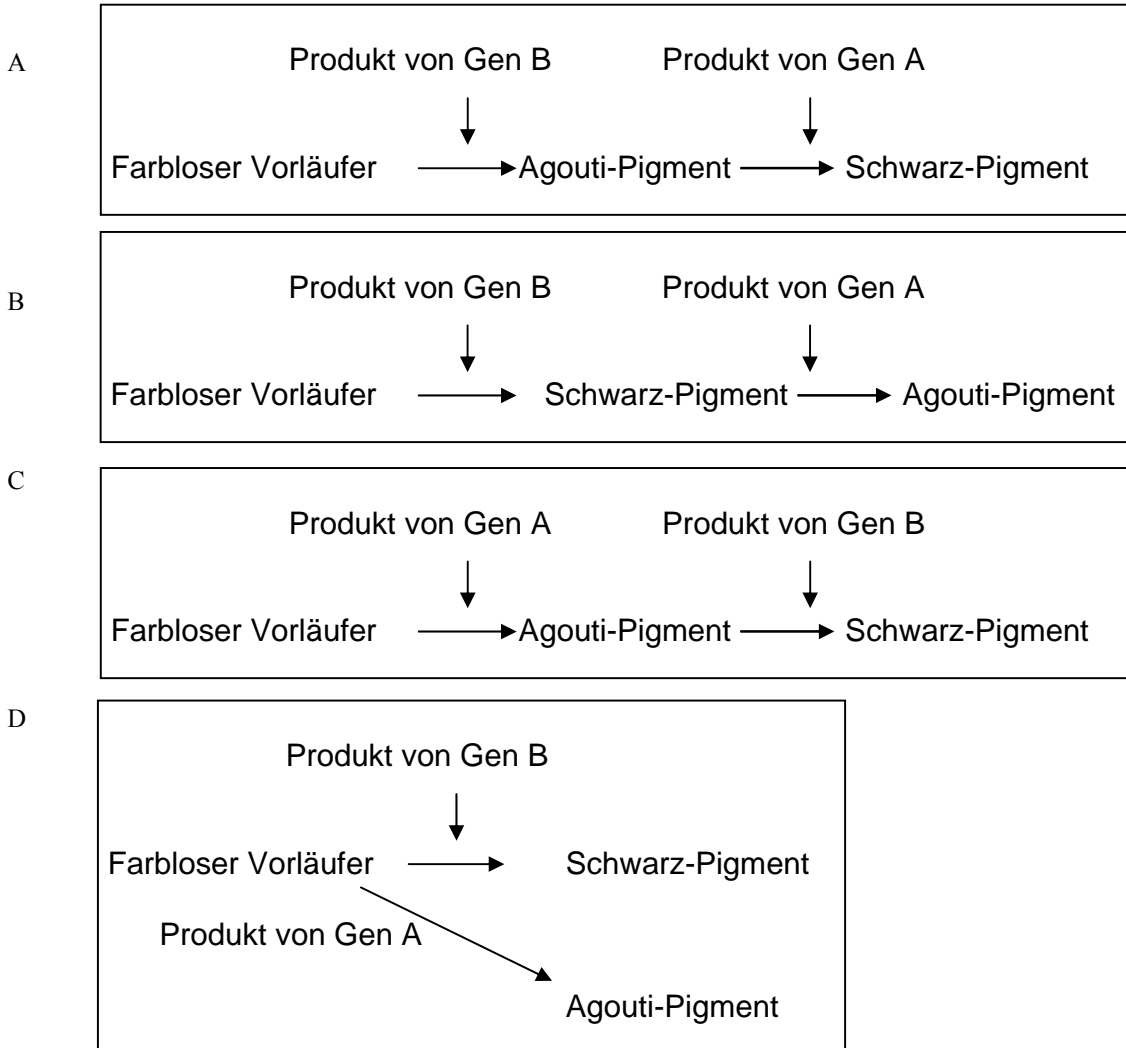 A
Produkt von Gen B Produkt von Gen A
Farbloser Vorläufer Agouti-Pigment Schwarz-Pigment
B
Produkt von Gen B Produkt von Gen A
Farbloser Vorläufer Schwarz-Pigment Agouti-Pigment
C
Produkt von Gen A Produkt von Gen B
Farbloser Vorläufer Agouti-Pigment Schwarz-Pigment
D
Produkt von Gen B
Farbloser Vorläufer Schwarz-Pigment
Produkt von Gen A
Agouti-Pigment